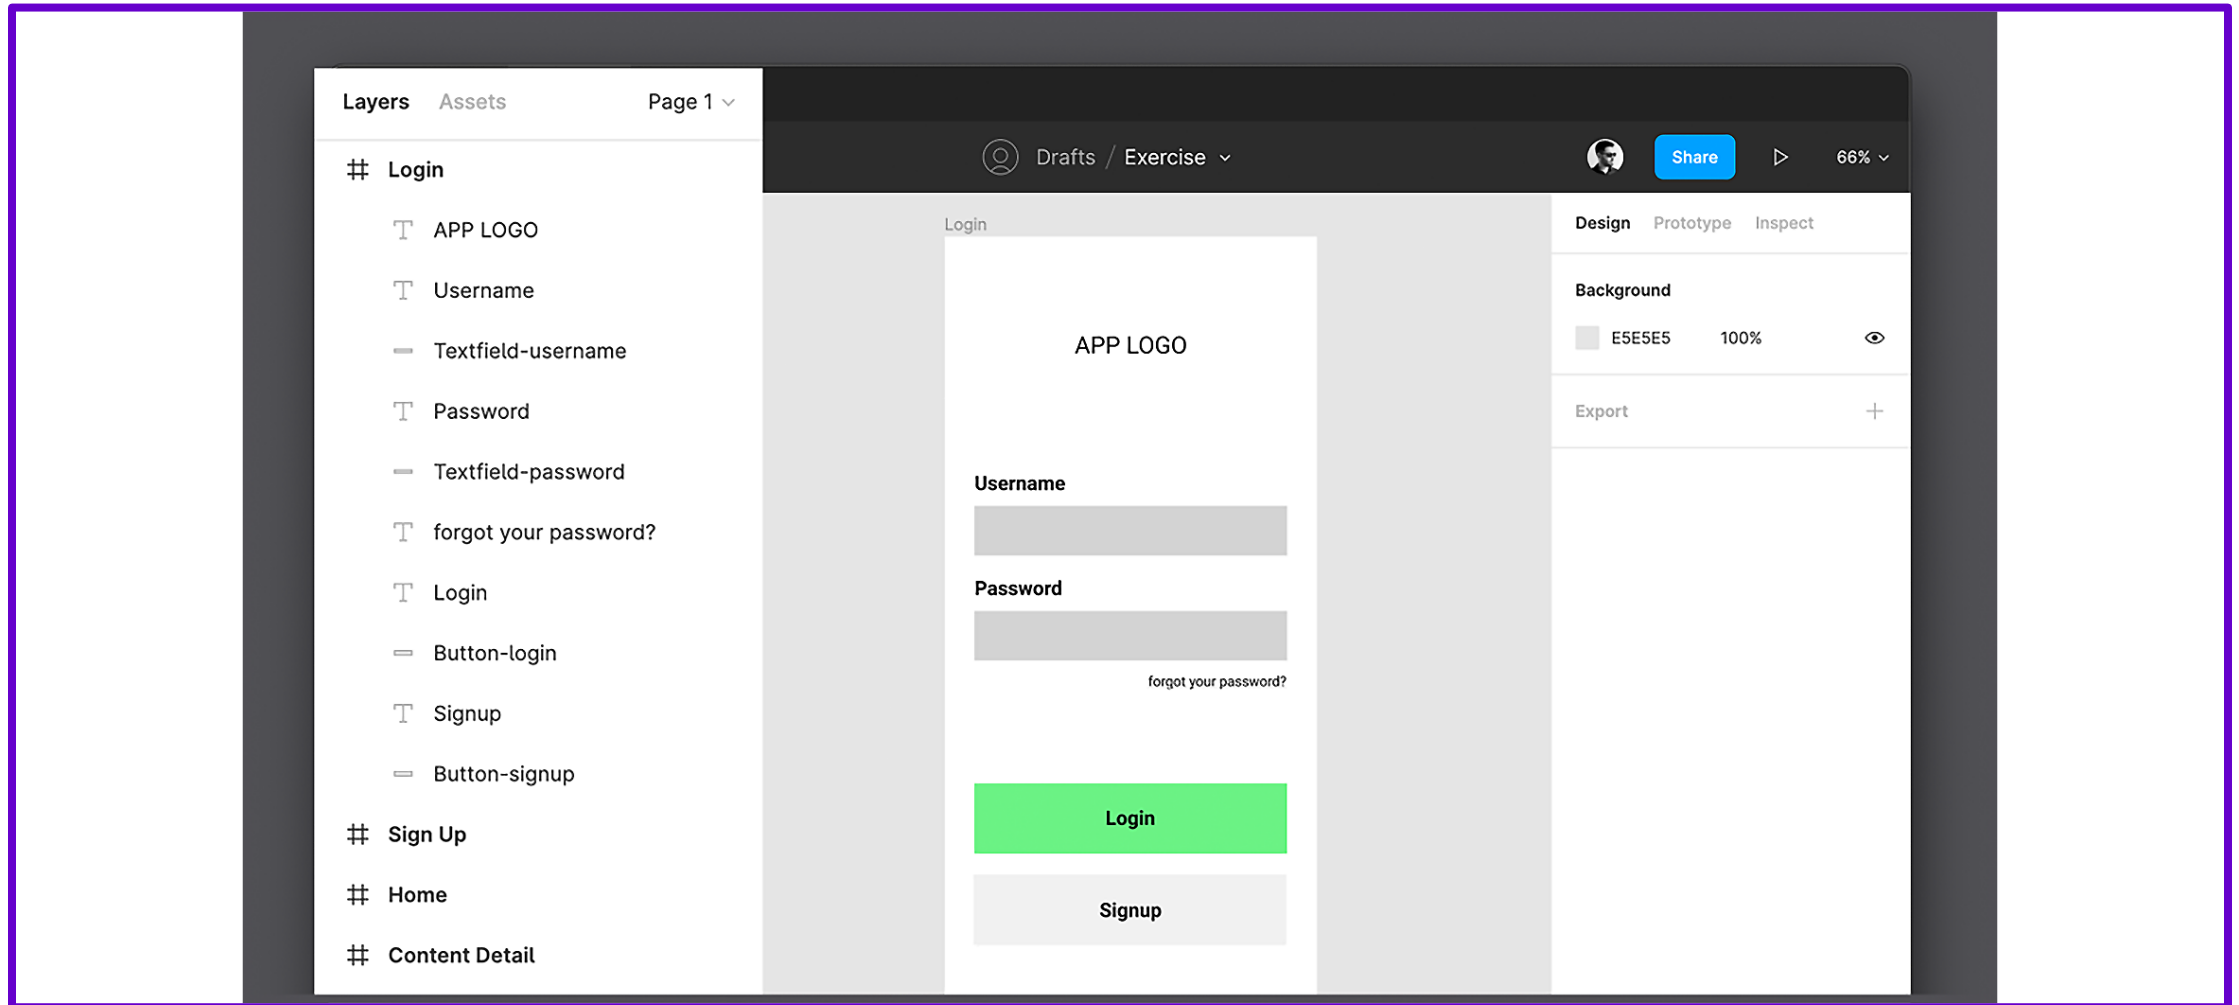 Layers Assets Page 1
Login
APP LOGO
Username
Textfield-username
Password
Textfield-password
forgot your password?
Login
Button-login
Signup
Button-signup
Sign Up
Home
Content Detail
Drafts / Exercise
Share
66%
Login
APP LOGO
Username
Password
forgot your password?
Login
Signup
Design Prototype Inspect
Background
E5E5E5 100%
Export